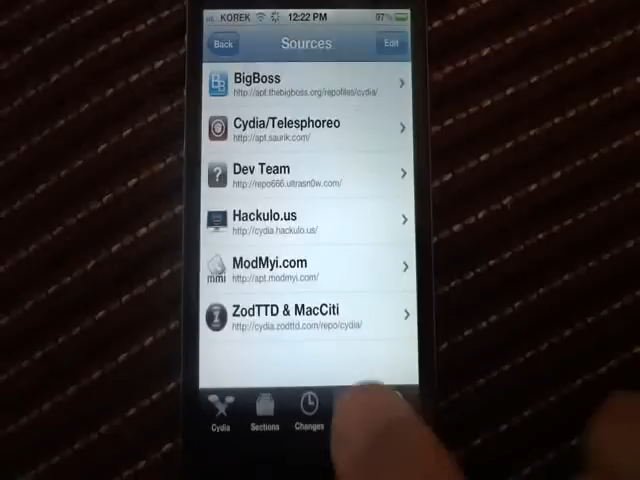 KOREK 12:22 PM 97%
Back Sources Edit
BigBoss
http://apt.thebigboss.org/repofiles/cydia/
Cydia/Telesphoreo
http://apt.saurik.com/
Dev Team
http://repo666.ultrasn0w.com/
Hackulo.us
http://cydia.hackulo.us/
ModMyi.com
http://apt.modmyi.com/
mmi
ZodTTD & MacCiti
http://cydia.zodttd.com/repo/cydia/
Cydia Sections Changes